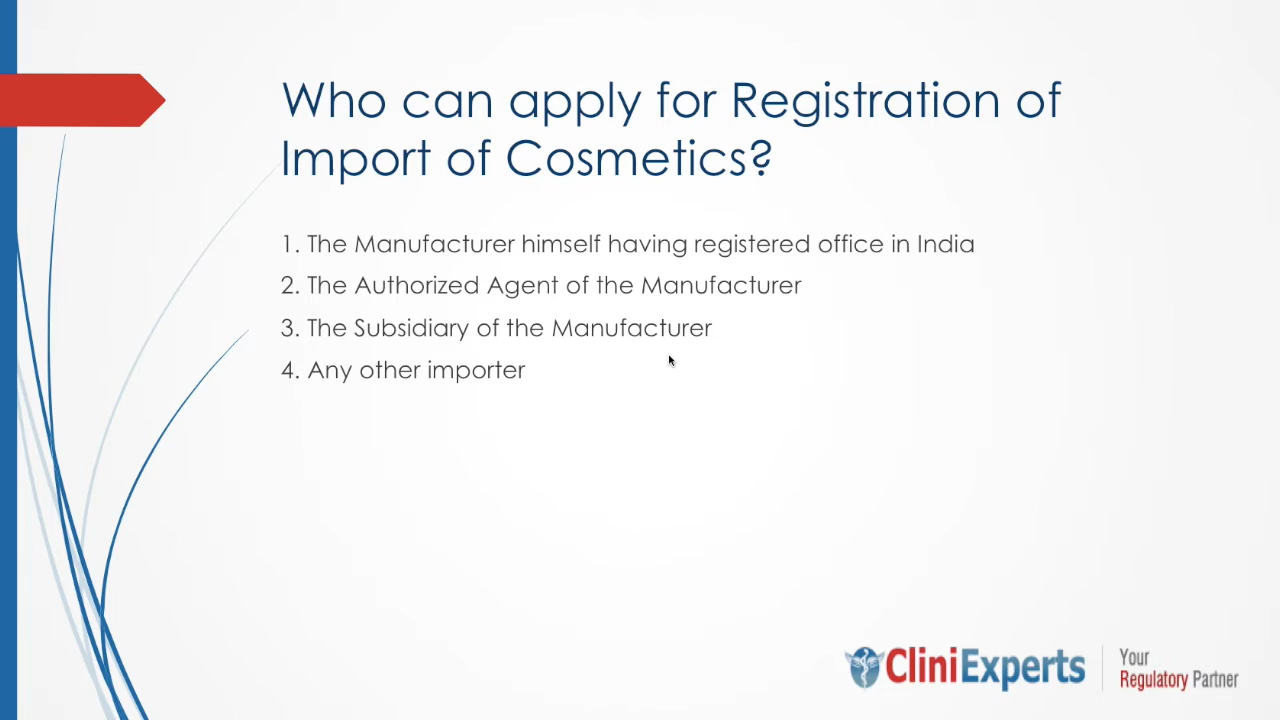 Who can apply for Registration of
Import of Cosmetics?
1. The Manufacturer himself having registered office in India
2. The Authorized Agent of the Manufacturer
3. The Subsidiary of the Manufacturer
4. Any other importer
CliniExperts
Your
Regulatory Partner